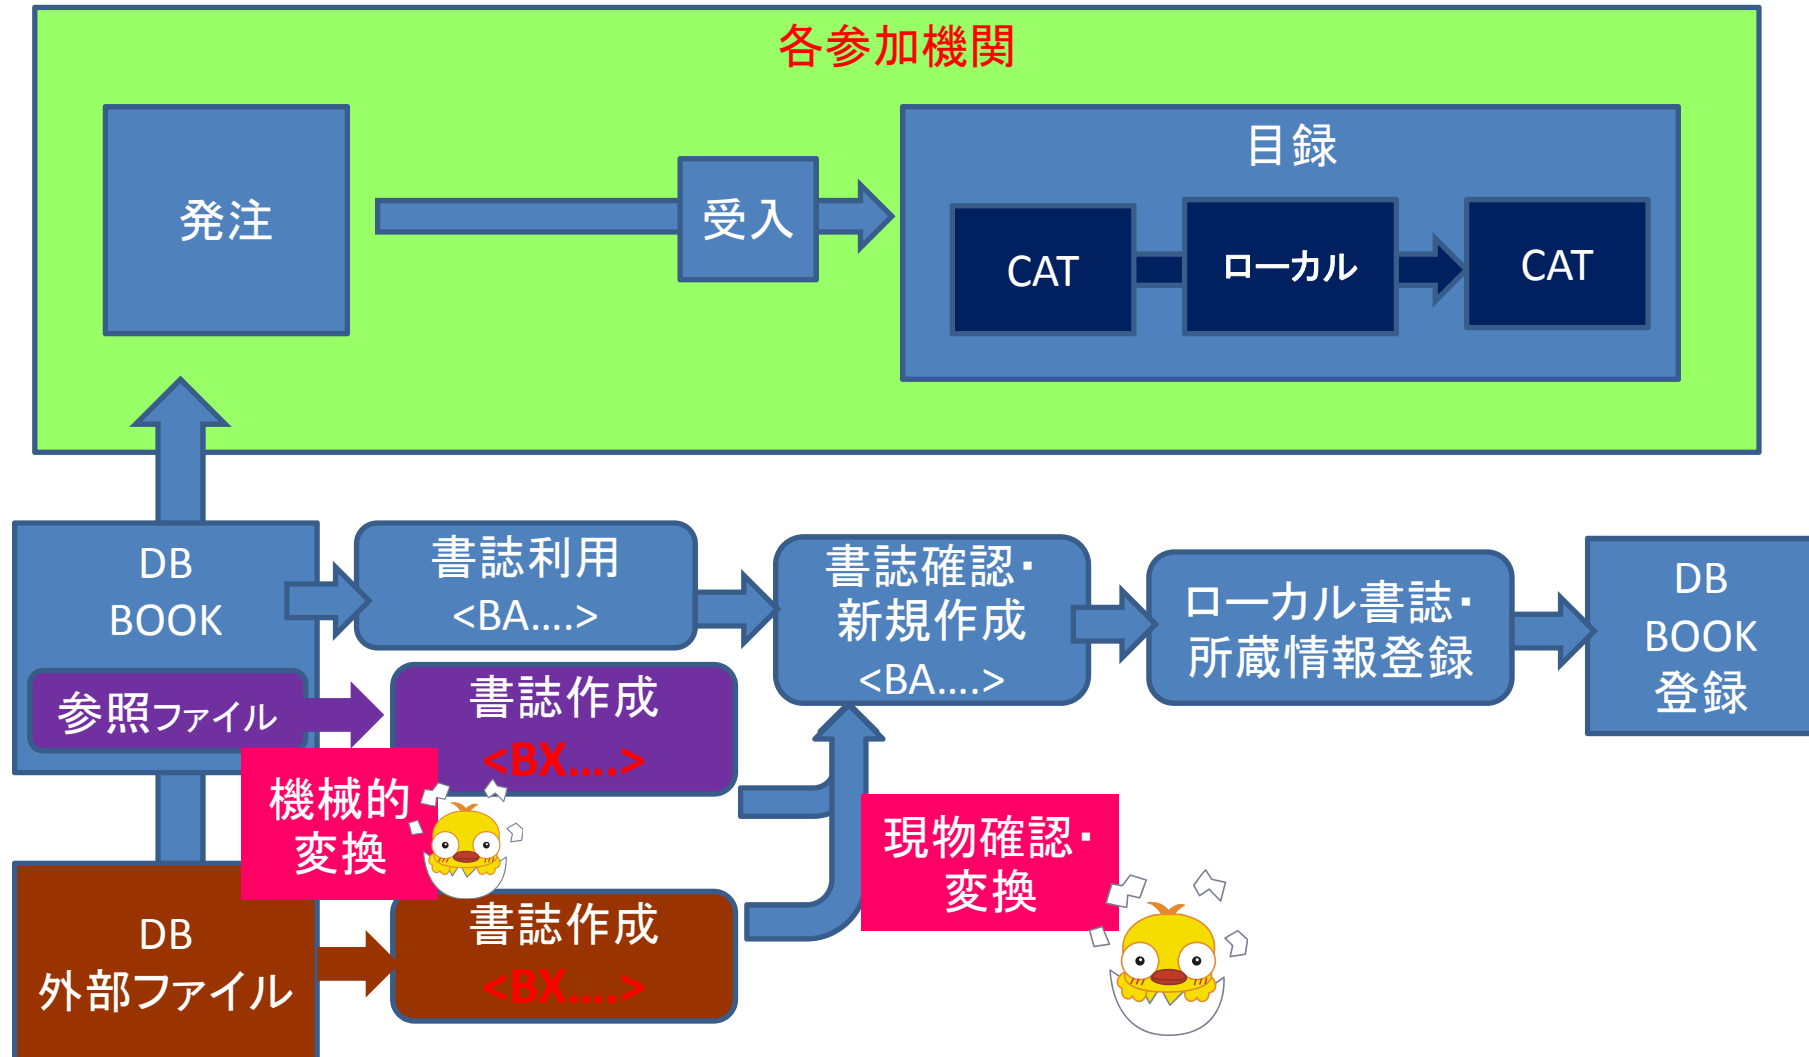 各参加機関
発注
受入
目録
CAT
ローカル
CAT
DB
BOOK
参照ファイル
書誌利用
<BA....>
書誌作成
<BX....>
書誌確認・
新規作成
<BA....>
ローカル書誌・
所蔵情報登録
DB
BOOK
登録
機械的
変換
現物確認・
変換
DB
外部ファイル
書誌作成
<BX....>